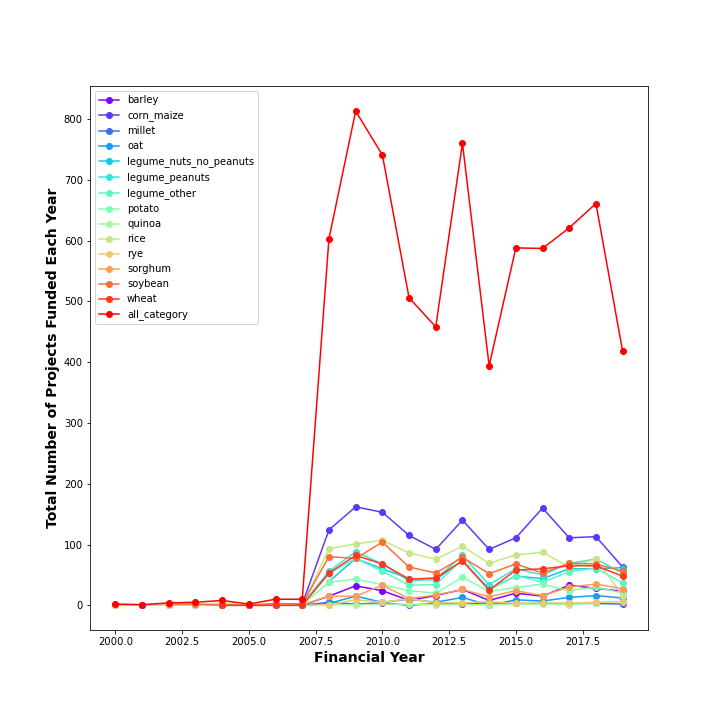 barley
corn_maize
millet
oat
legume_nuts_no_peanuts
legume_peanuts
legume_other
potato
quinoa
rice
rye
sorghum
soybean
wheat
all_category
Total Number of Projects Funded Each Year
800
700
600
500
400
300
200
100
0
2000.0 2002.5 2005.0 2007.5 2010.0 2012.5 2015.0 2017.5
Financial Year